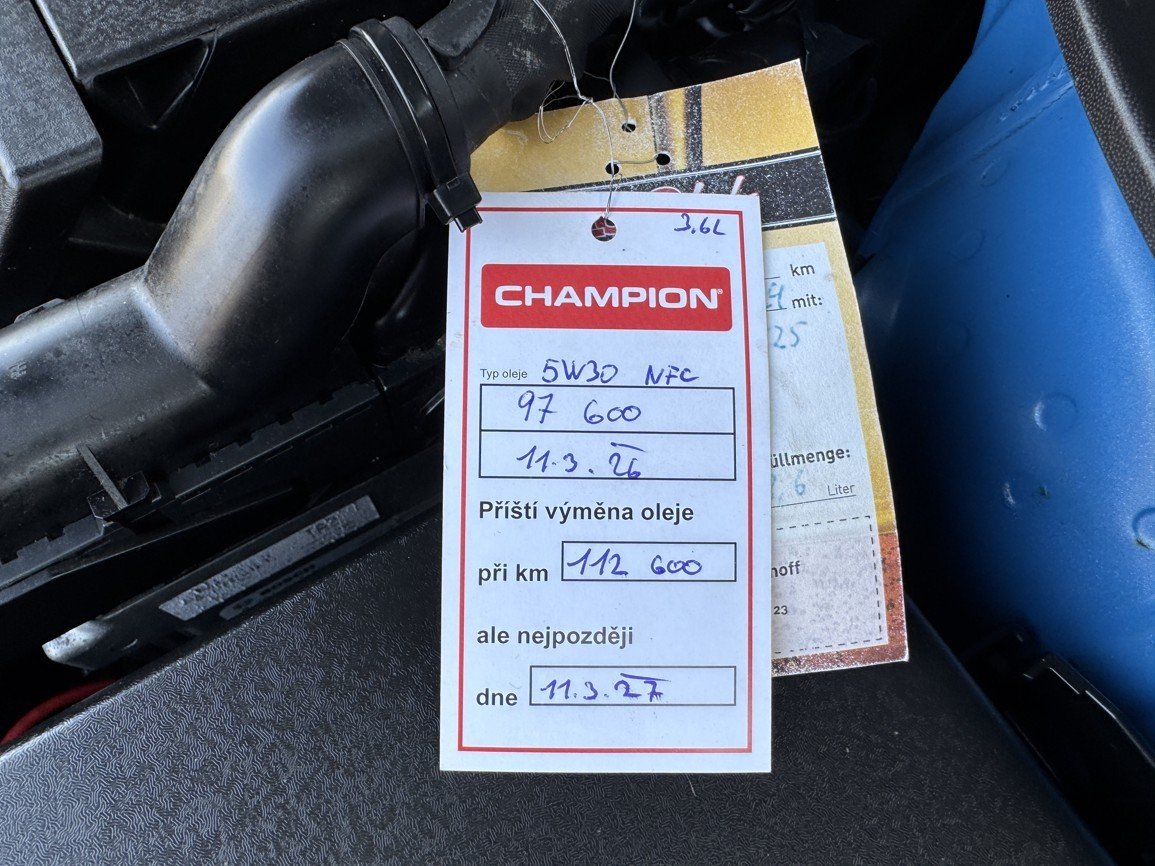 3,6L
CHAMPION®
Typ oleje 5W30 NFC
97 600
11.3.26
Příští výměna oleje
při km 112 600
ale nejpozději
dne 11.3.27
km
mit:
25
üllmenge:
6 Liter
hoff
23